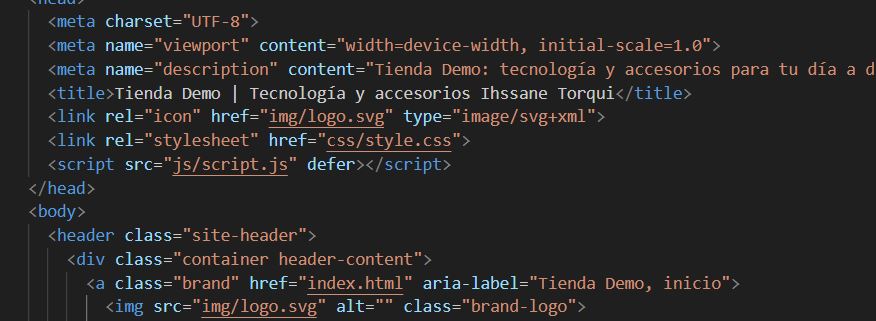 <head>
<meta charset="UTF-8">
<meta name="viewport" content="width=device-width, initial-scale=1.0">
<meta name="description" content="Tienda Demo: tecnología y accesorios para tu día a d
<title>Tienda Demo | Tecnología y accesorios Ihssane Torqui</title>
<link rel="icon" href="img/logo.svg" type="image/svg+xml">
<link rel="stylesheet" href="css/style.css">
<script src="js/script.js" defer></script>
</head>
<body>
<header class="site-header">
<div class="container header-content">
<a class="brand" href="index.html" aria-label="Tienda Demo, inicio">
<img src="img/logo.svg" alt="" class="brand-logo">